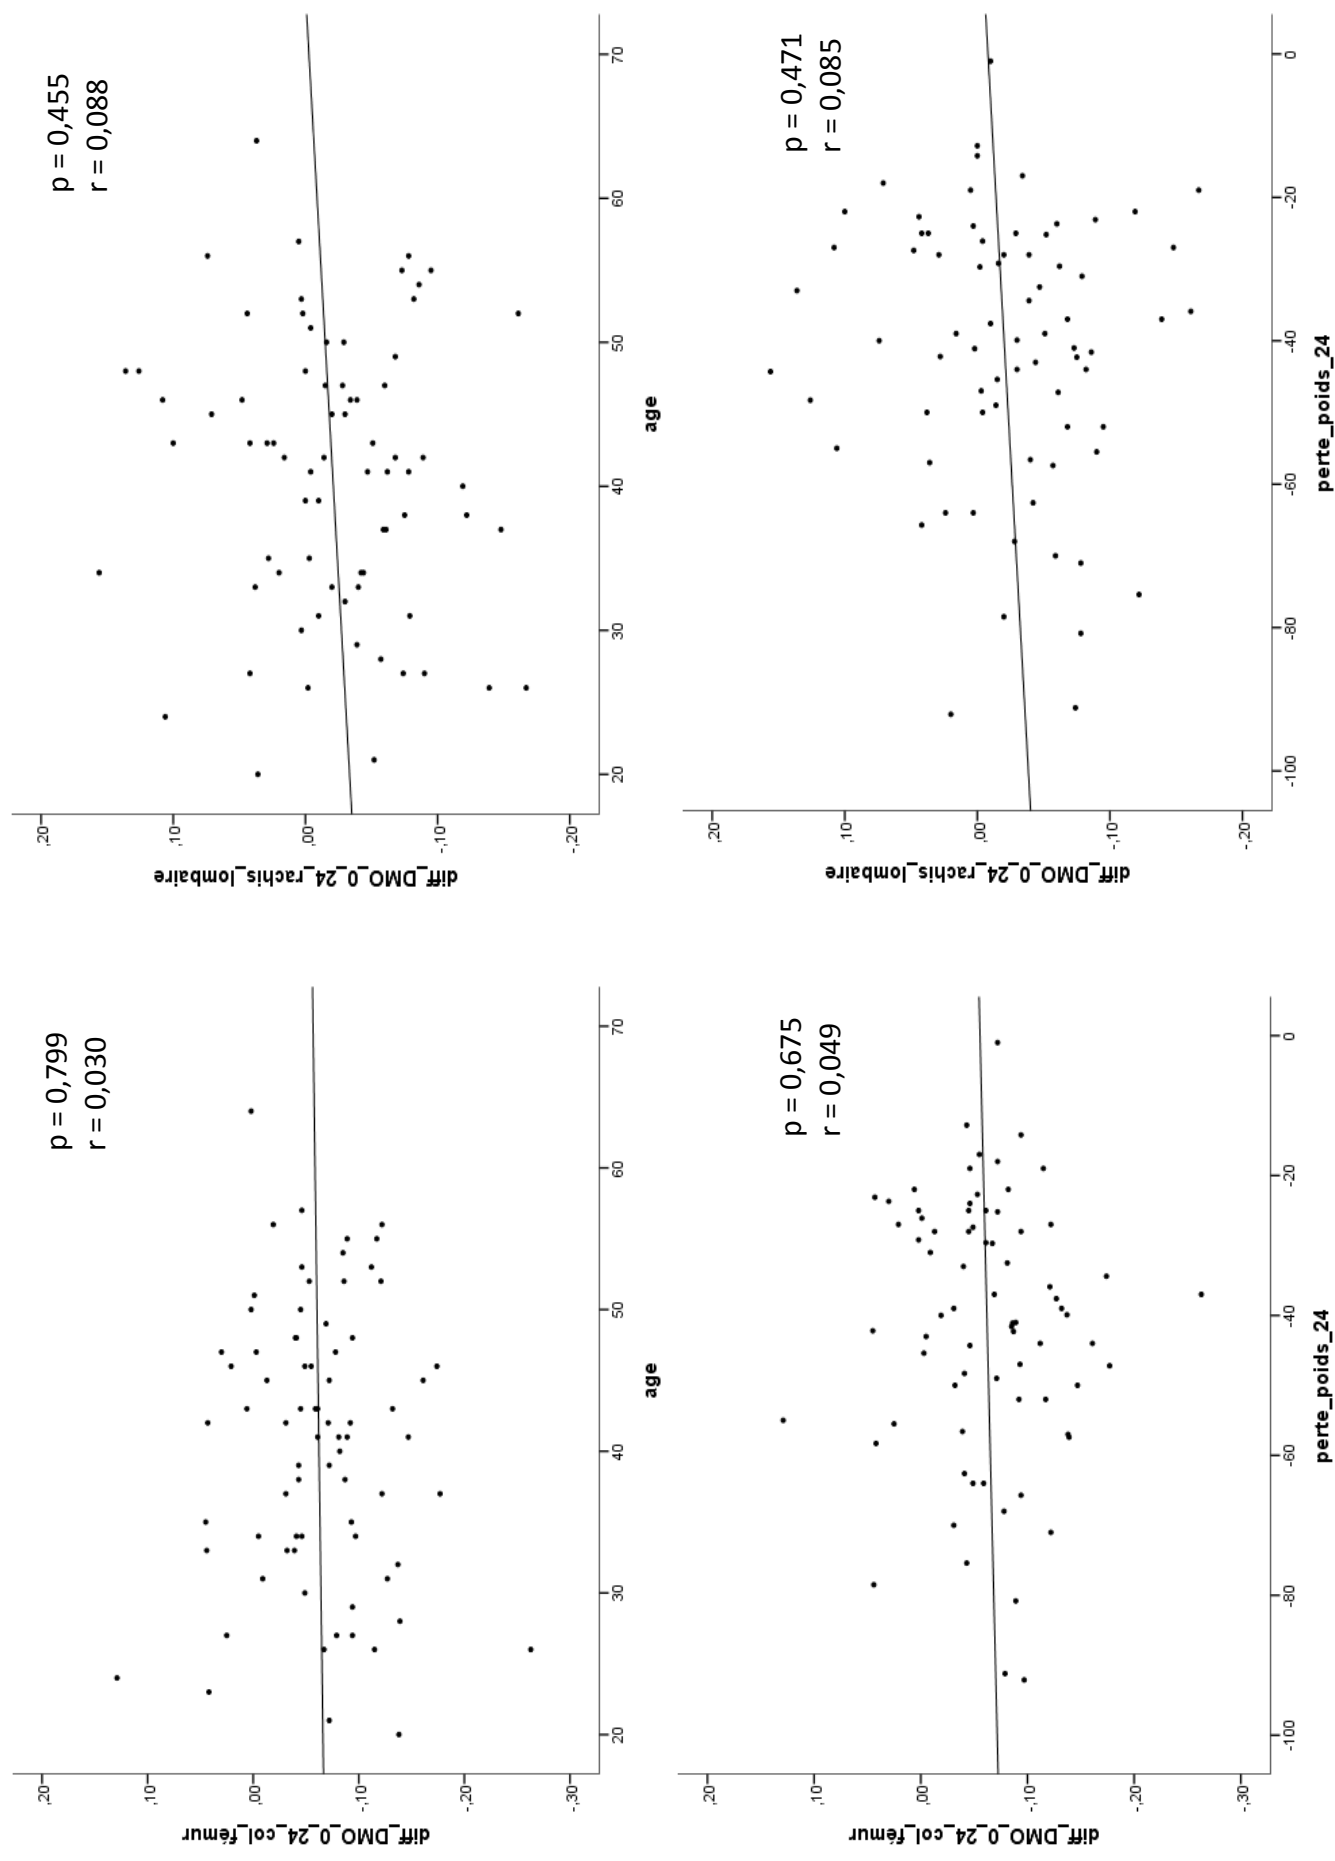 p = 0,799
r = 0,030
diff_DMO_0_24_col_fémur
,20
,10
,00
-,10
-,20
-,30
20
30
40
50
60
70
age
p = 0,455
r = 0,088
diff_DMO_0_24_rachis_lombaire
,20
,10
,00
-,10
-,20
20
30
40
50
60
70
age
p = 0,675
r = 0,049
diff_DMO_0_24_col_fémur
,20
,10
,00
-,10
-,20
-,30
-100
-80
-60
-40
-20
0
perte_poids_24
p = 0,471
r = 0,085
diff_DMO_0_24_rachis_lombaire
,20
,10
,00
-,10
-,20
-100
-80
-60
-40
-20
0
perte_poids_24